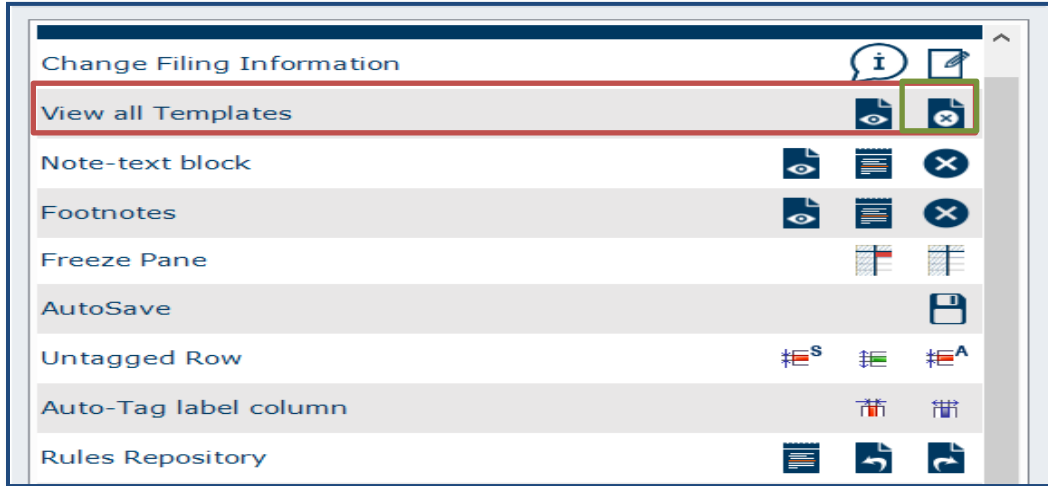 Change Filing Information i
View all Templates
Note-text block
Footnotes
Freeze Pane
AutoSave
Untagged Row S A
Auto-Tag label column
Rules Repository